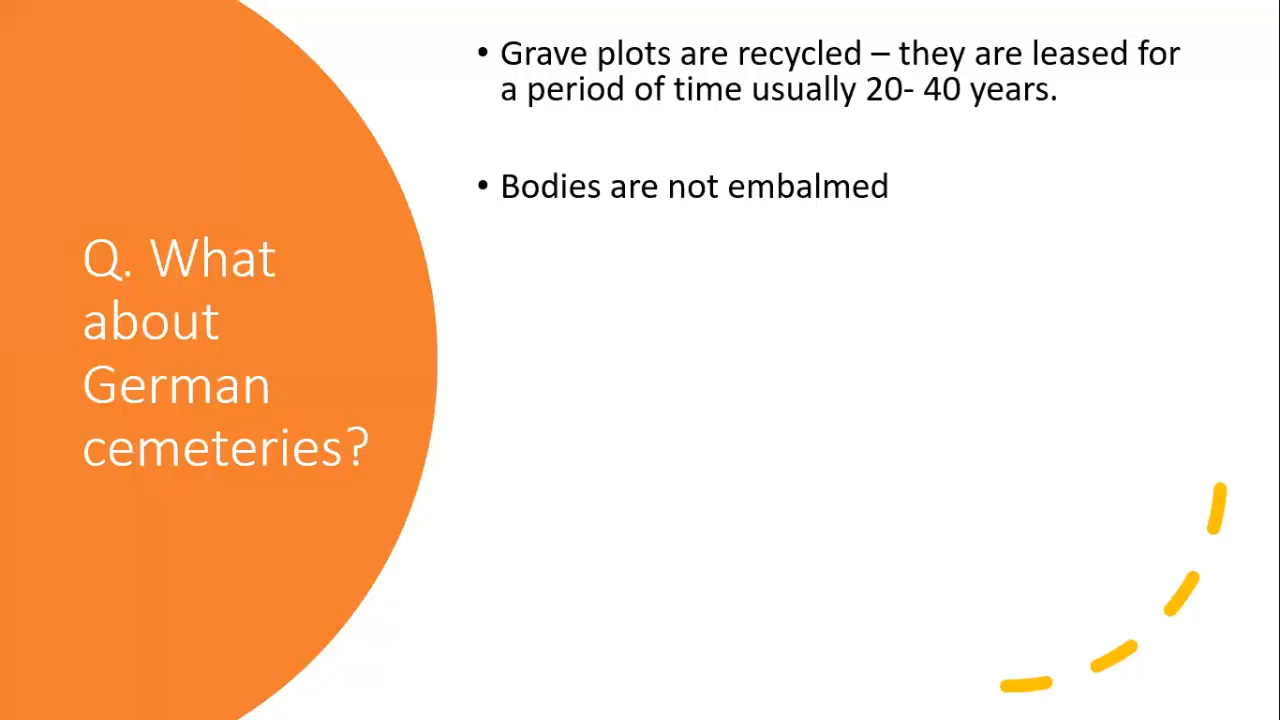 Q. What
about
German
cemeteries?
• Grave plots are recycled – they are leased for
a period of time usually 20- 40 years.
• Bodies are not embalmed